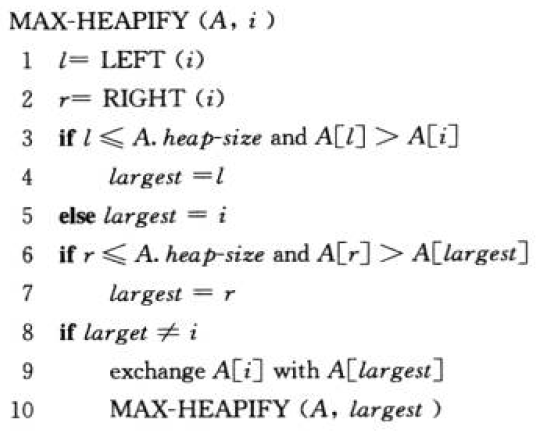 MAX-HEAPIFY (A, i )
1 l= LEFT (i)
2 r= RIGHT (i)
3 if l ⩽ A. heap-size and A[l] > A[i]
4 largest =l
5 else largest = i
6 if r ⩽ A. heap-size and A[r] > A[largest]
7 largest = r
8 if larget ≠ i
9 exchange A[i] with A[largest]
10 MAX-HEAPIFY (A, largest )